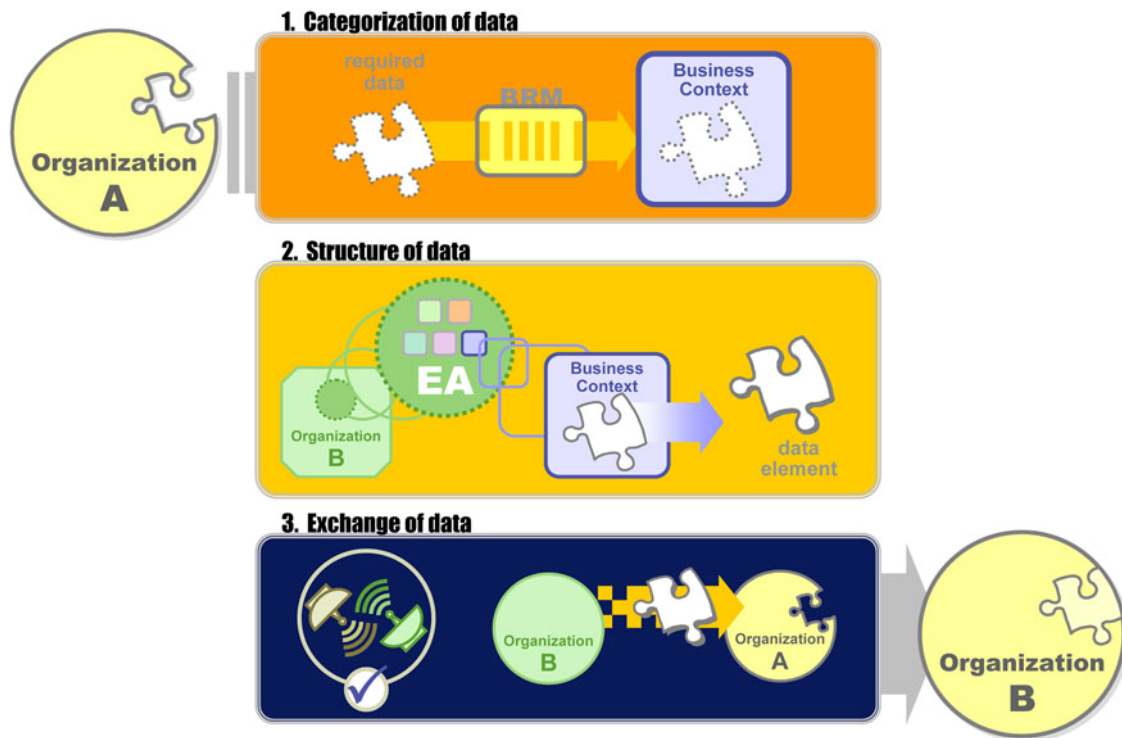 1. Categorization of data
Organization
A
required
data
BRM
Business
Context
2. Structure of data
EA
Organization
B
Business
Context
data
element
3. Exchange of data
Organization
B
Organization
A
Organization
B